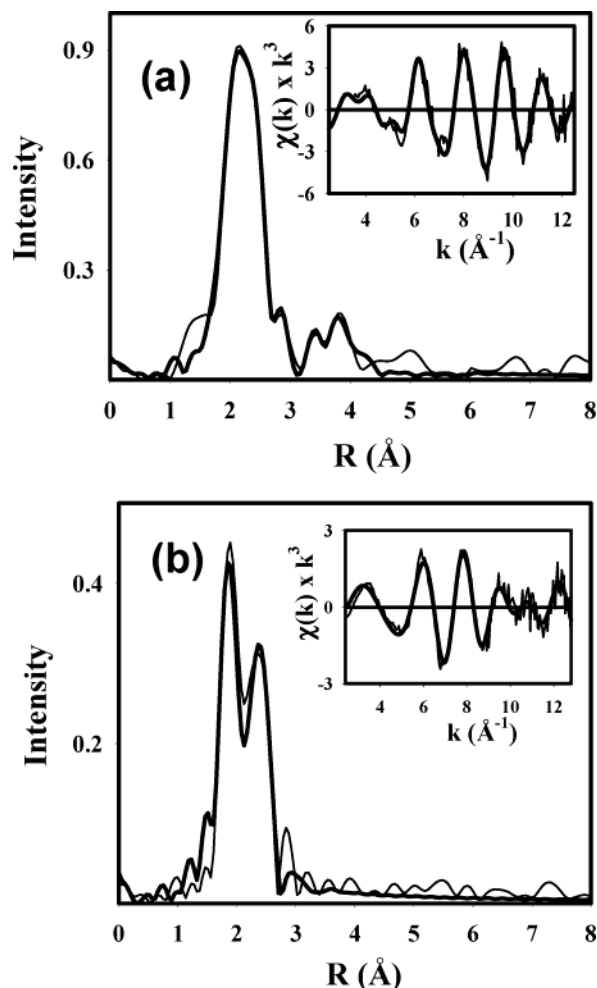 (a)
0.9
0.6
0.3
Intensity
0 1 2 3 4 5 6 7 8
R (Å)
6
3
0
-3
-6
χ(k) x k³
4 6 8 10 12
k (Å⁻¹)
(b)
0.4
0.2
Intensity
0 1 2 3 4 5 6 7 8
R (Å)
3
0
-3
χ(k) x k³
4 6 8 10 12
k (Å⁻¹)